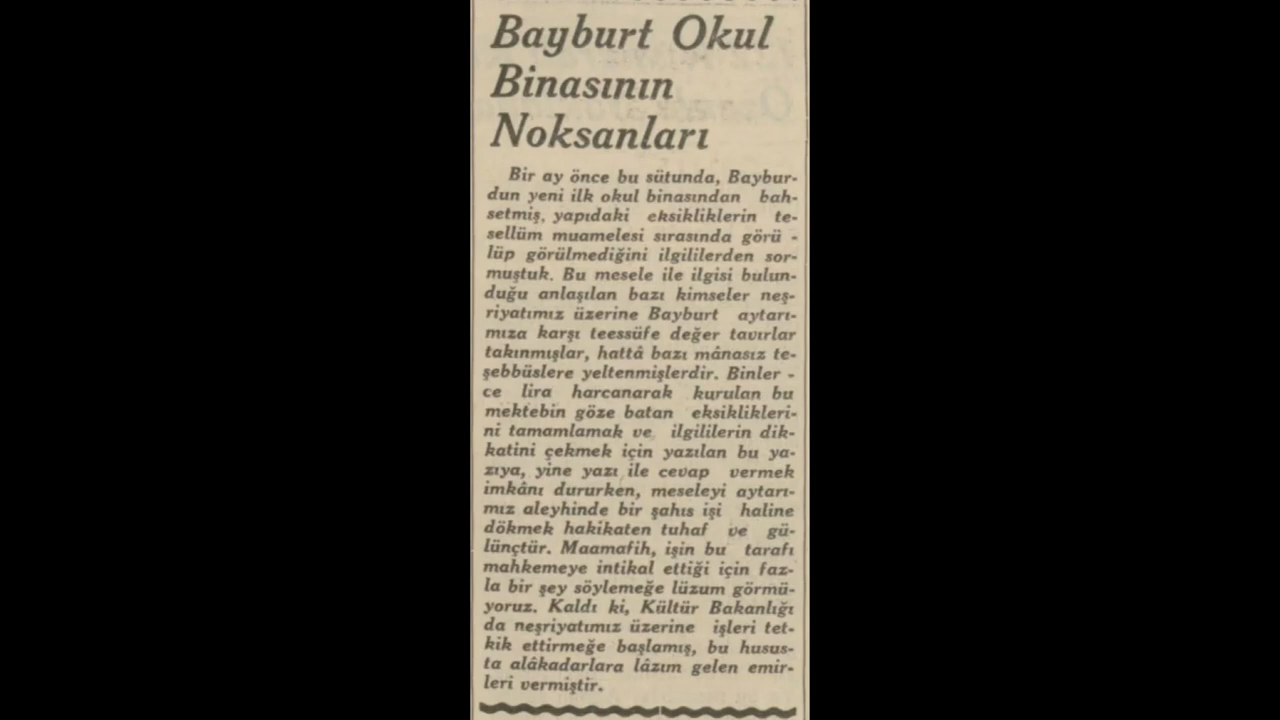 Bayburt Okul
Binasının
Noksanları
Bir ay önce bu sütunda, Baybur-
dun yeni ilk okul binasından bah-
setmiş, yapıdaki eksikliklerin te-
sellüm muamelesi sırasında görü -
lüp görülmediğini ilgililerden sor-
muştuk. Bu mesele ile ilgisi bulun-
duğu anlaşılan bazı kimseler neş-
riyatımız üzerine Bayburt aytarı-
mıza karşı teessüfe değer tavırlar
takınmışlar, hattâ bazı mânasız te-
şebbüslere yeltenmişlerdir. Binler -
ce lira harcanarak kurulan bu
mektebin göze batan eksiklikleri-
ni tamamlamak ve ilgililerin dik-
katini çekmek için yazılan bu ya-
zıya, yine yazı ile cevap vermek
imkânı dururken, meseleyi aytarı-
mız aleyhinde bir şahıs işi haline
dökmek hakikaten tuhaf ve gü-
lünçtür. Maamafih, işin bu tarafı
mahkemeye intikal ettiği için faz-
la bir şey söylemeğe lüzum görmü-
yoruz. Kaldı ki, Kültür Bakanlığı
da neşriyatımız üzerine işleri tet-
kik ettirmeğe başlamış, bu husus-
ta alâkadarlara lâzım gelen emir-
leri vermiştir.